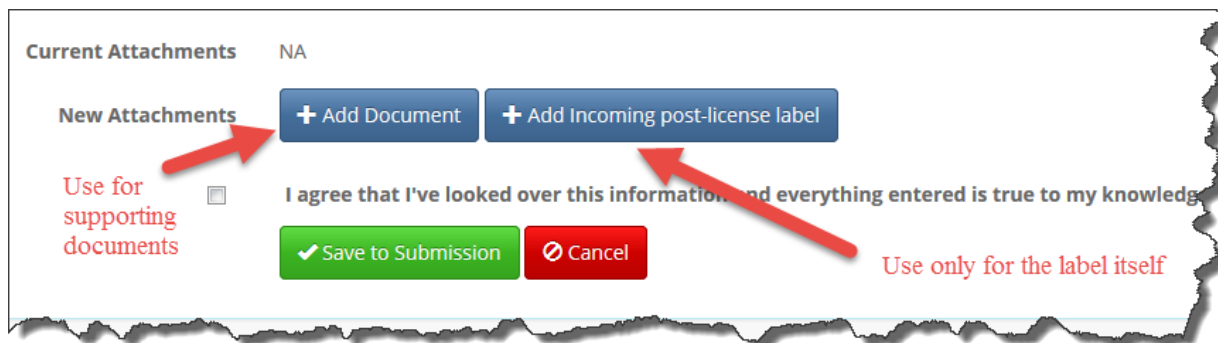 Current Attachments NA
New Attachments + Add Document + Add Incoming post-license label
Use for
supporting
documents
I agree that I've looked over this information and everything entered is true to my knowledg
Save to Submission Cancel
Use only for the label itself